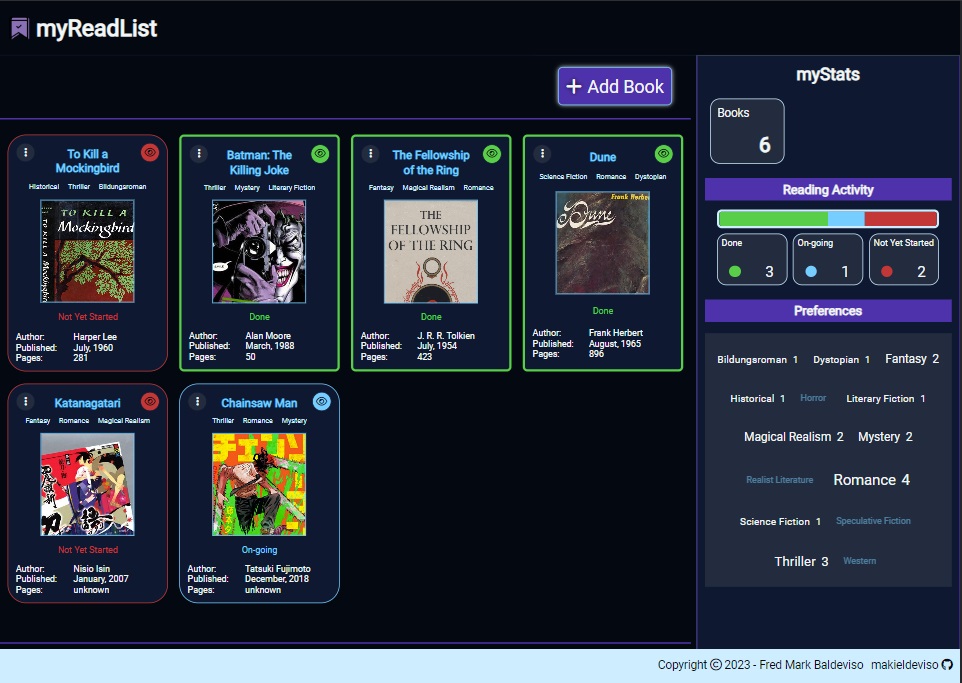 myReadList
+ Add Book
To Kill a
Mockingbird
Historical Thriller Bildungsroman
TO KILL A
Mockingbird
TO KILL A Mockingbird
Not Yet Started
Author: Harper Lee
Published: July, 1960
Pages: 281
Batman: The
Killing Joke
Thriller Mystery Literary Fiction
Done
Author: Alan Moore
Published: March, 1988
Pages: 50
The Fellowship
of the Ring
Fantasy Magical Realism Romance
THE
FELLOWSHIP
OF THE RING
Done
Author: J. R. R. Tolkien
Published: July, 1954
Pages: 423
Dune
Science Fiction Romance Dystopian
Frank Herber
Dune
Done
Author: Frank Herbert
Published: August, 1965
Pages: 896
Katanagatari
Fantasy Romance Magical Realism
Not Yet Started
Author: Nisio Isin
Published: January, 2007
Pages: unknown
Chainsaw Man
Thriller Romance Mystery
On-going
Author: Tatsuki Fujimoto
Published: December, 2018
Pages: unknown
myStats
Books
6
Reading Activity
Done
3
On-going
1
Not Yet Started
2
Preferences
Bildungsroman 1 Dystopian 1 Fantasy 2
Historical 1 Horror Literary Fiction 1
Magical Realism 2 Mystery 2
Realist Literature Romance 4
Science Fiction 1 Speculative Fiction
Thriller 3 Western
Copyright © 2023 - Fred Mark Baldeviso makieldeviso